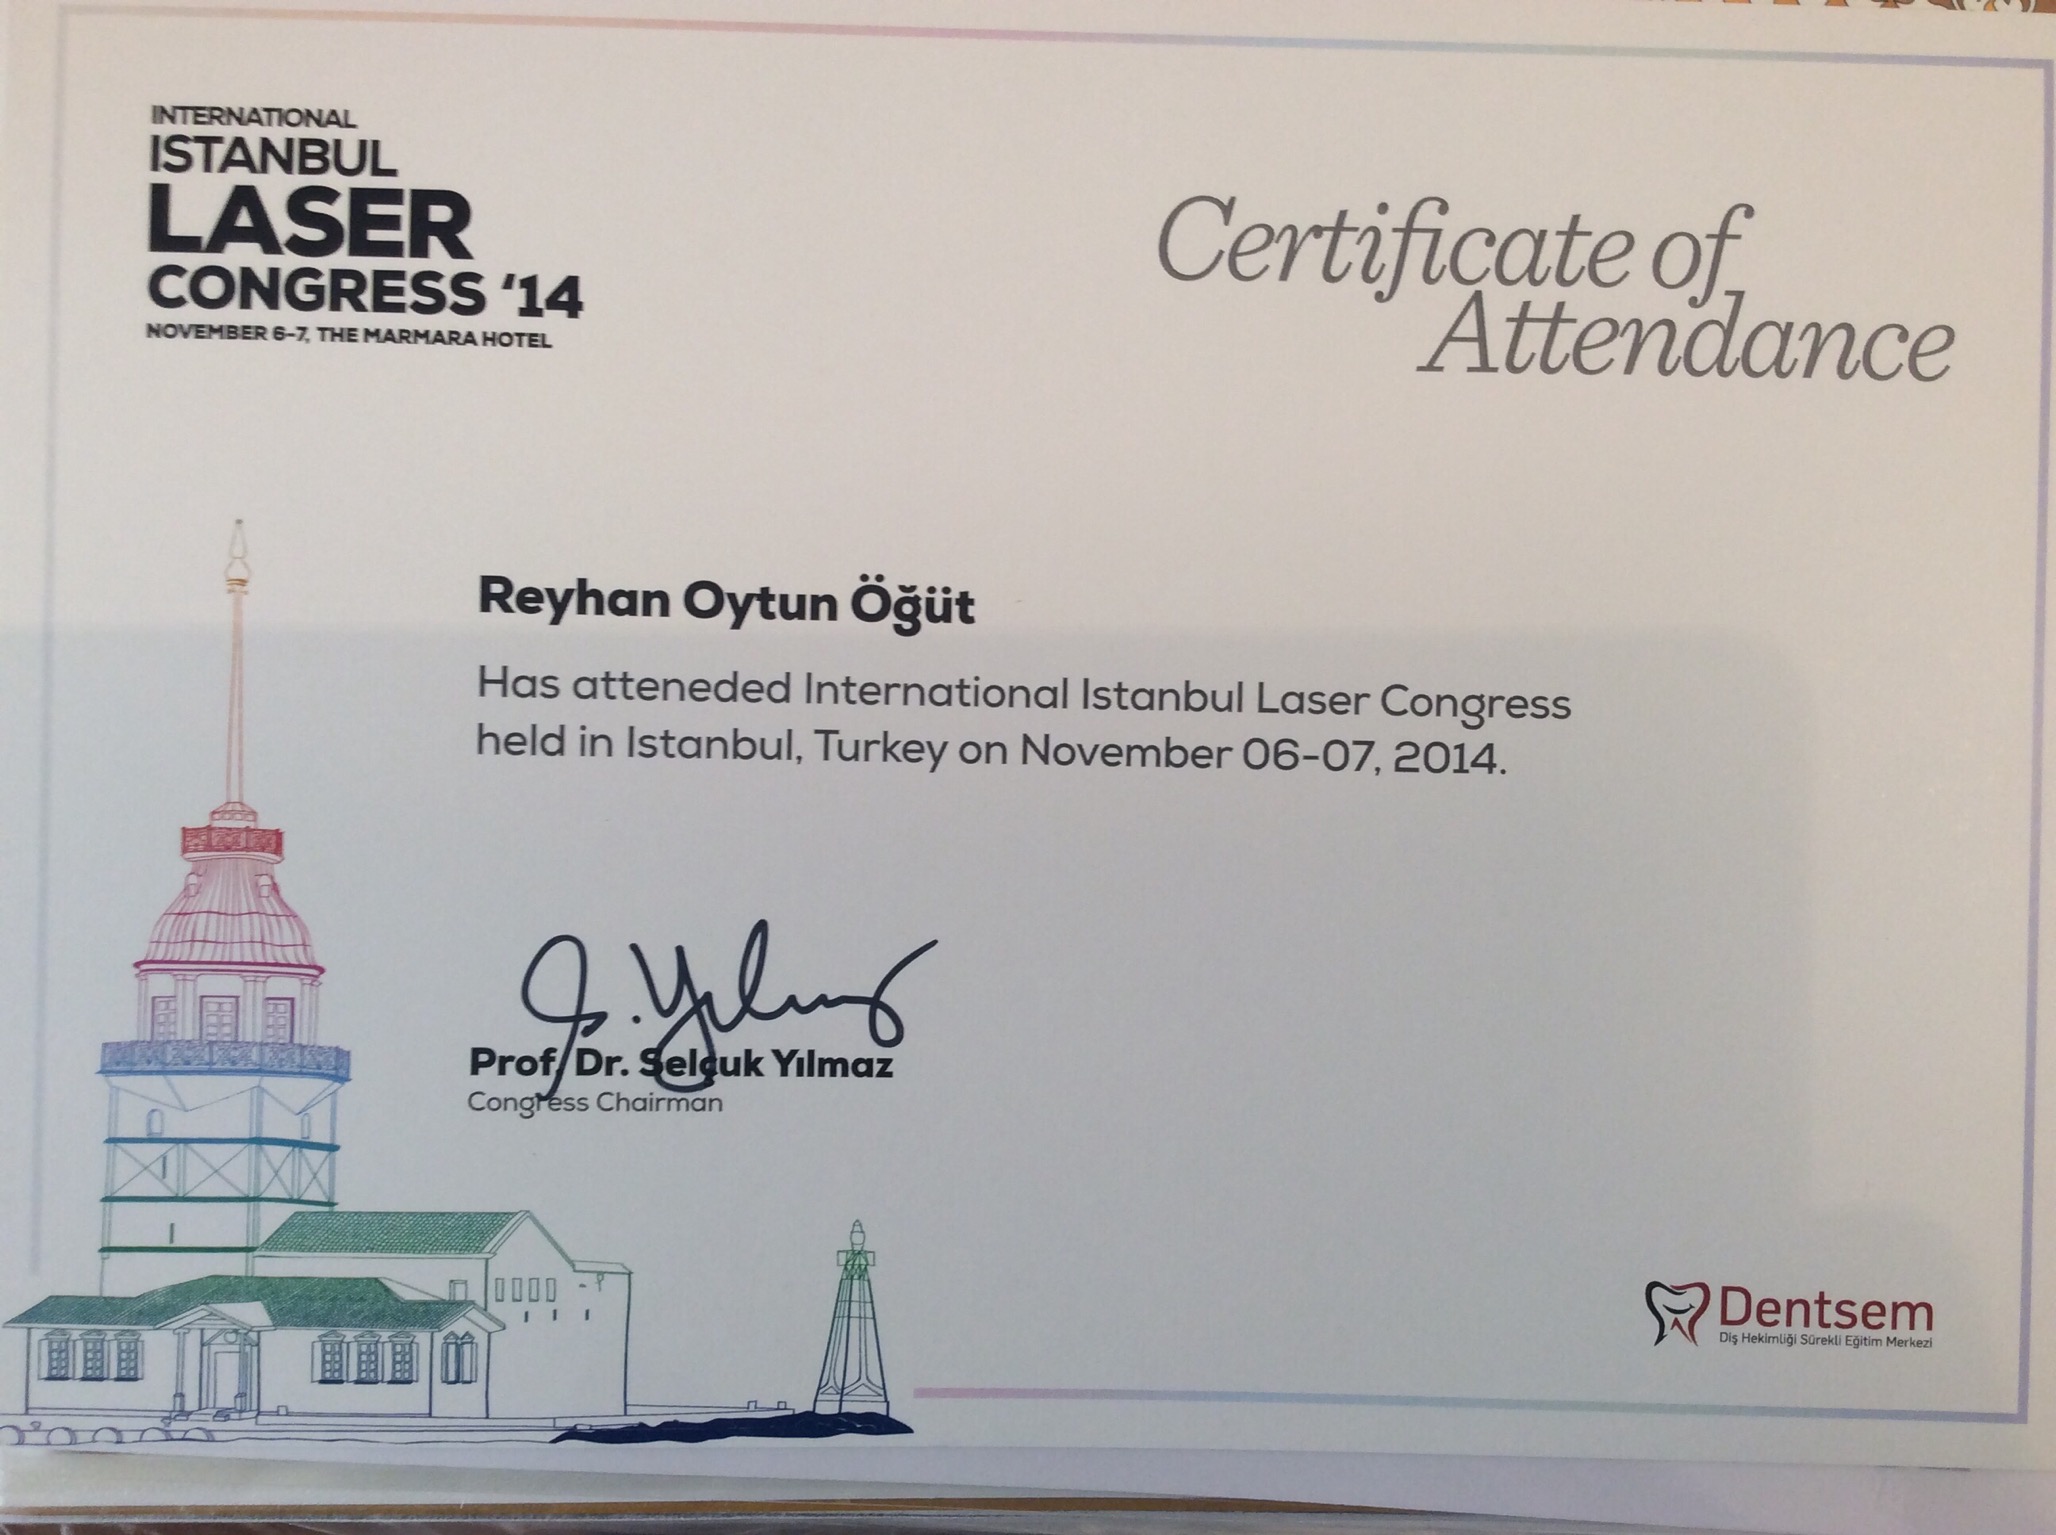 INTERNATIONAL
ISTANBUL
LASER
CONGRESS ‘14
NOVEMBER 6-7, THE MARMARA HOTEL
Certificate of
Attendance
Reyhan Oytun Öğüt
Has atteneded International Istanbul Laser Congress
held in Istanbul, Turkey on November 06-07, 2014.
S. Yılmaz
Prof. Dr. Selçuk Yılmaz
Congress Chairman
Dentsem
Diş Hekimliği Sürekli Eğitim Merkezi